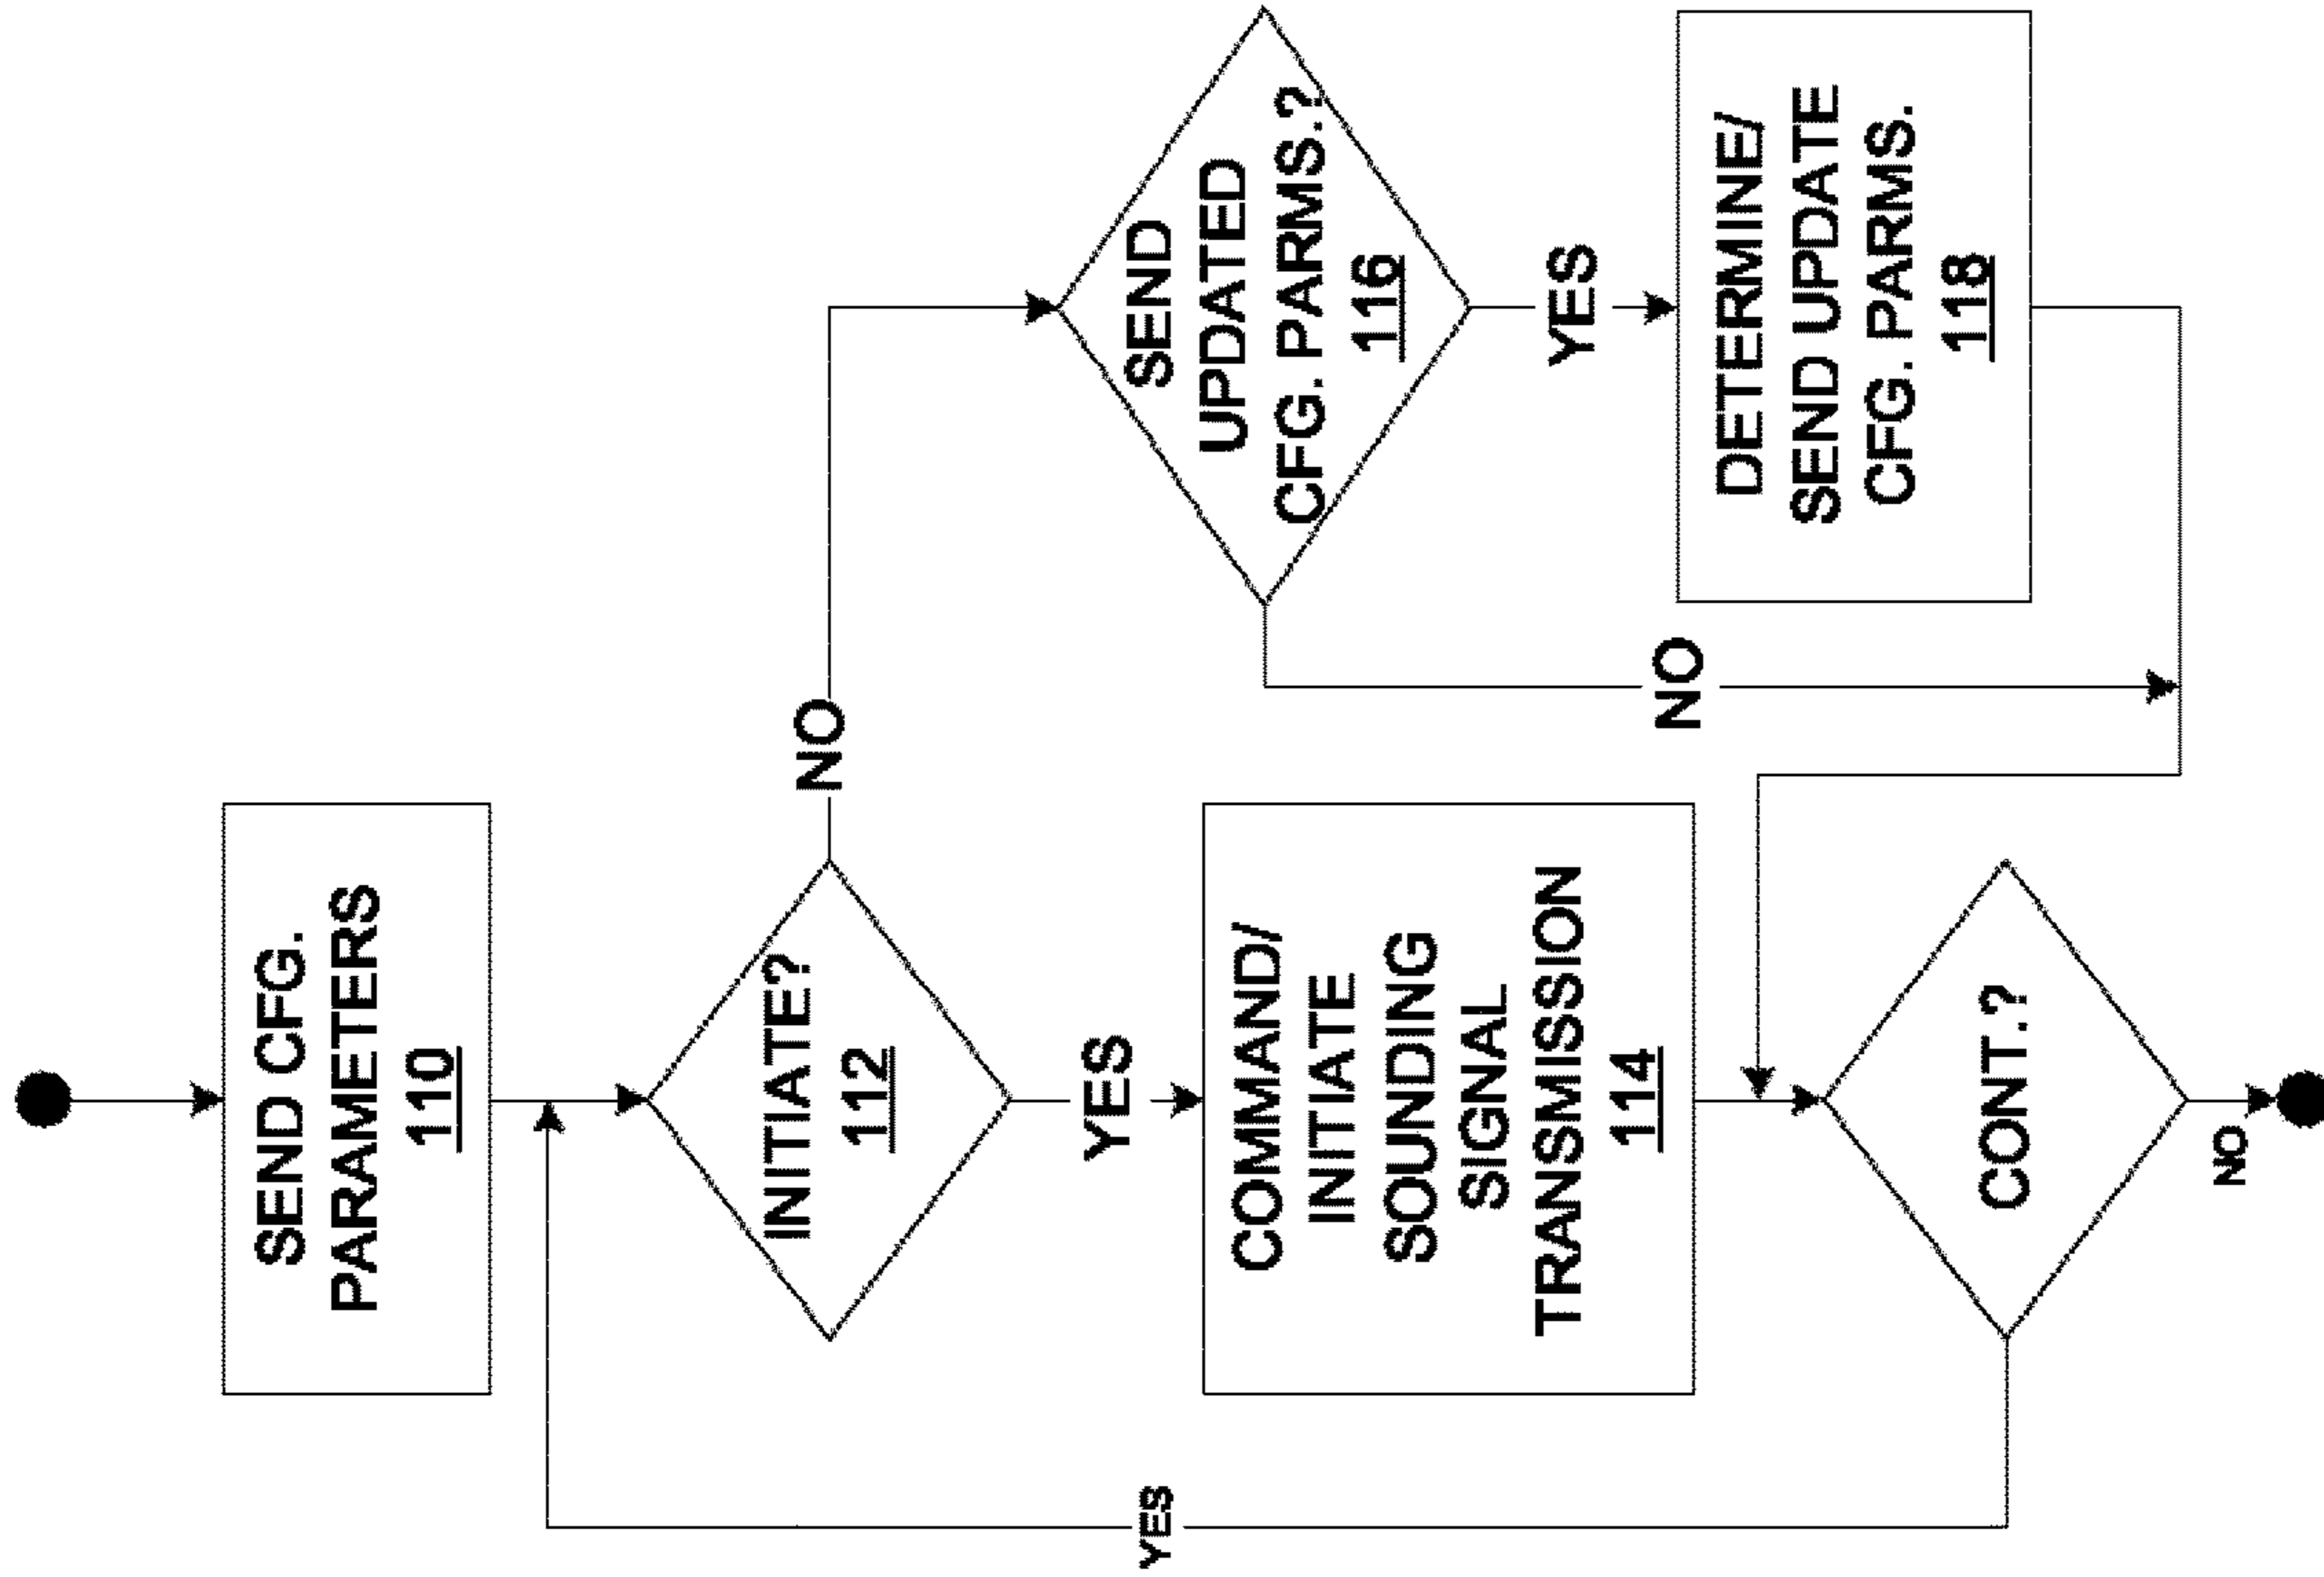 SEND CFG.
PARAMETERS
110
INITIATE?
112
NO
YES
COMMAND/
INITIATE
SOUNDING
SIGNAL
TRANSMISSION
114
SEND
UPDATED
CFG. PARMS.?
116
YES
NO
DETERMINE/
SEND UPDATE
CFG. PARMS.
118
CONT.?
YES
NO